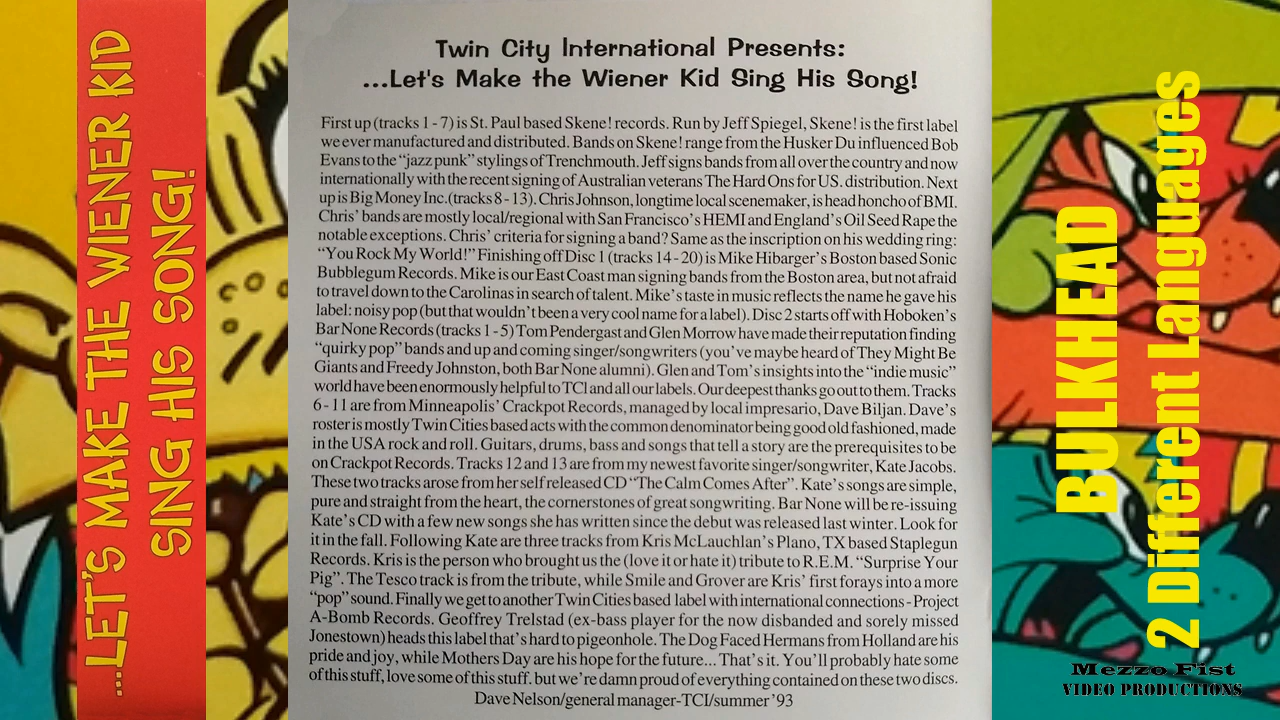 ...LET'S MAKE THE WIENER KID
SING HIS SONG!
Twin City International Presents:
...Let's Make the Wiener Kid Sing His Song!
First up (tracks 1 - 7) is St. Paul based Skene! records. Run by Jeff Spiegel, Skene! is the first label
we ever manufactured and distributed. Bands on Skene! range from the Husker Du influenced Bob
Evans to the “jazz punk” stylings of Trenchmouth. Jeff signs bands from all over the country and now
internationally with the recent signing of Australian veterans The Hard Ons for US. distribution. Next
up is Big Money Inc.(tracks 8 - 13). Chris Johnson, longtime local scenemaker, is head honcho of BMI.
Chris’ bands are mostly local/regional with San Francisco’s HEMI and England’s Oil Seed Rape the
notable exceptions. Chris’ criteria for signing a band? Same as the inscription on his wedding ring:
“You Rock My World!” Finishing off Disc 1 (tracks 14 - 20) is Mike Hibarger’s Boston based Sonic
Bubblegum Records. Mike is our East Coast man signing bands from the Boston area, but not afraid
to travel down to the Carolinas in search of talent. Mike’s taste in music reflects the name he gave his
label: noisy pop (but that wouldn’t been a very cool name for a label). Disc 2 starts off with Hoboken’s
Bar None Records (tracks 1 -5) Tom Pendergast and Glen Morrow have made their reputation finding
“quirky pop” bands and up and coming singer/songwriters (you’ve maybe heard of They Might Be
Giants and Freedy Johnston, both Bar None alumni). Glen and Tom’s insights into the “indie music”
world have been enormously helpful to TCI and all our labels. Our deepest thanks go out to them. Tracks
6 - 11 are from Minneapolis’ Crackpot Records, managed by local impresario, Dave Biljan. Dave’s
roster is mostly Twin Cities based acts with the common denominator being good old fashioned, made
in the USA rock and roll. Guitars, drums, bass and songs that tell a story are the prerequisites to be
on Crackpot Records. Tracks 12 and 13 are from my newest favorite singer/songwriter, Kate Jacobs.
These two tracks arose from her self released CD “The Calm Comes After”. Kate’s songs are simple,
pure and straight from the heart, the cornerstones of great songwriting. Bar None will be re-issuing
Kate’s CD with a few new songs she has written since the debut was released last winter. Look for
it in the fall. Following Kate are three tracks from Kris McLauchlan’s Plano, TX based Staplegun
Records. Kris is the person who brought us the (love it or hate it) tribute to R.E.M. “Surprise Your
Pig”. The Tesco track is from the tribute, while Smile and Grover are Kris’ first forays into a more
“pop” sound. Finally we get to another Twin Cities based label with international connections - Project
A-Bomb Records. Geoffrey Trelstad (ex-bass player for the now disbanded and sorely missed
Jonestown) heads this label that’s hard to pigeonhole. The Dog Faced Hermans from Holland are his
pride and joy, while Mothers Day are his hope for the future... That’s it. You’ll probably hate some
of this stuff, love some of this stuff. but we’re damn proud of everything contained on these two discs.
Dave Nelson/general manager-TCI/summer ’93
BULKHEAD
2 Different Languages
Mezzo Fist
VIDEO PRODUCTIONS